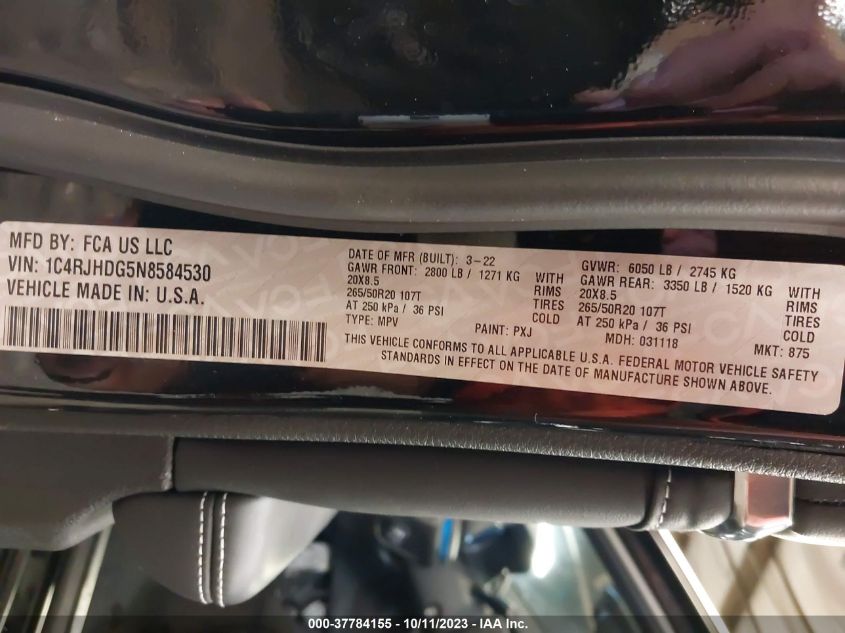 MFD BY: FCA US LLC
VIN: 1C4RJHDG5N8584530
VEHICLE MADE IN: U.S.A.
DATE OF MFR (BUILT): 3-22
GAWR FRONT: 2800 LB / 1271 KG WITH
20X8.5 RIMS
265/50R20 107T TIRES
AT 250 kPa / 36 PSI COLD
TYPE: MPV PAINT: PXJ
GVWR: 6050 LB / 2745 KG
GAWR REAR: 3350 LB / 1520 KG WITH
20X8.5 RIMS
265/50R20 107T TIRES
AT 250 kPa / 36 PSI COLD
MDH: 031118 MKT: 875
THIS VEHICLE CONFORMS TO ALL APPLICABLE U.S.A. FEDERAL MOTOR VEHICLE SAFETY
STANDARDS IN EFFECT ON THE DATE OF MANUFACTURE SHOWN ABOVE.
000-37784155 - 10/11/2023 - IAA Inc.